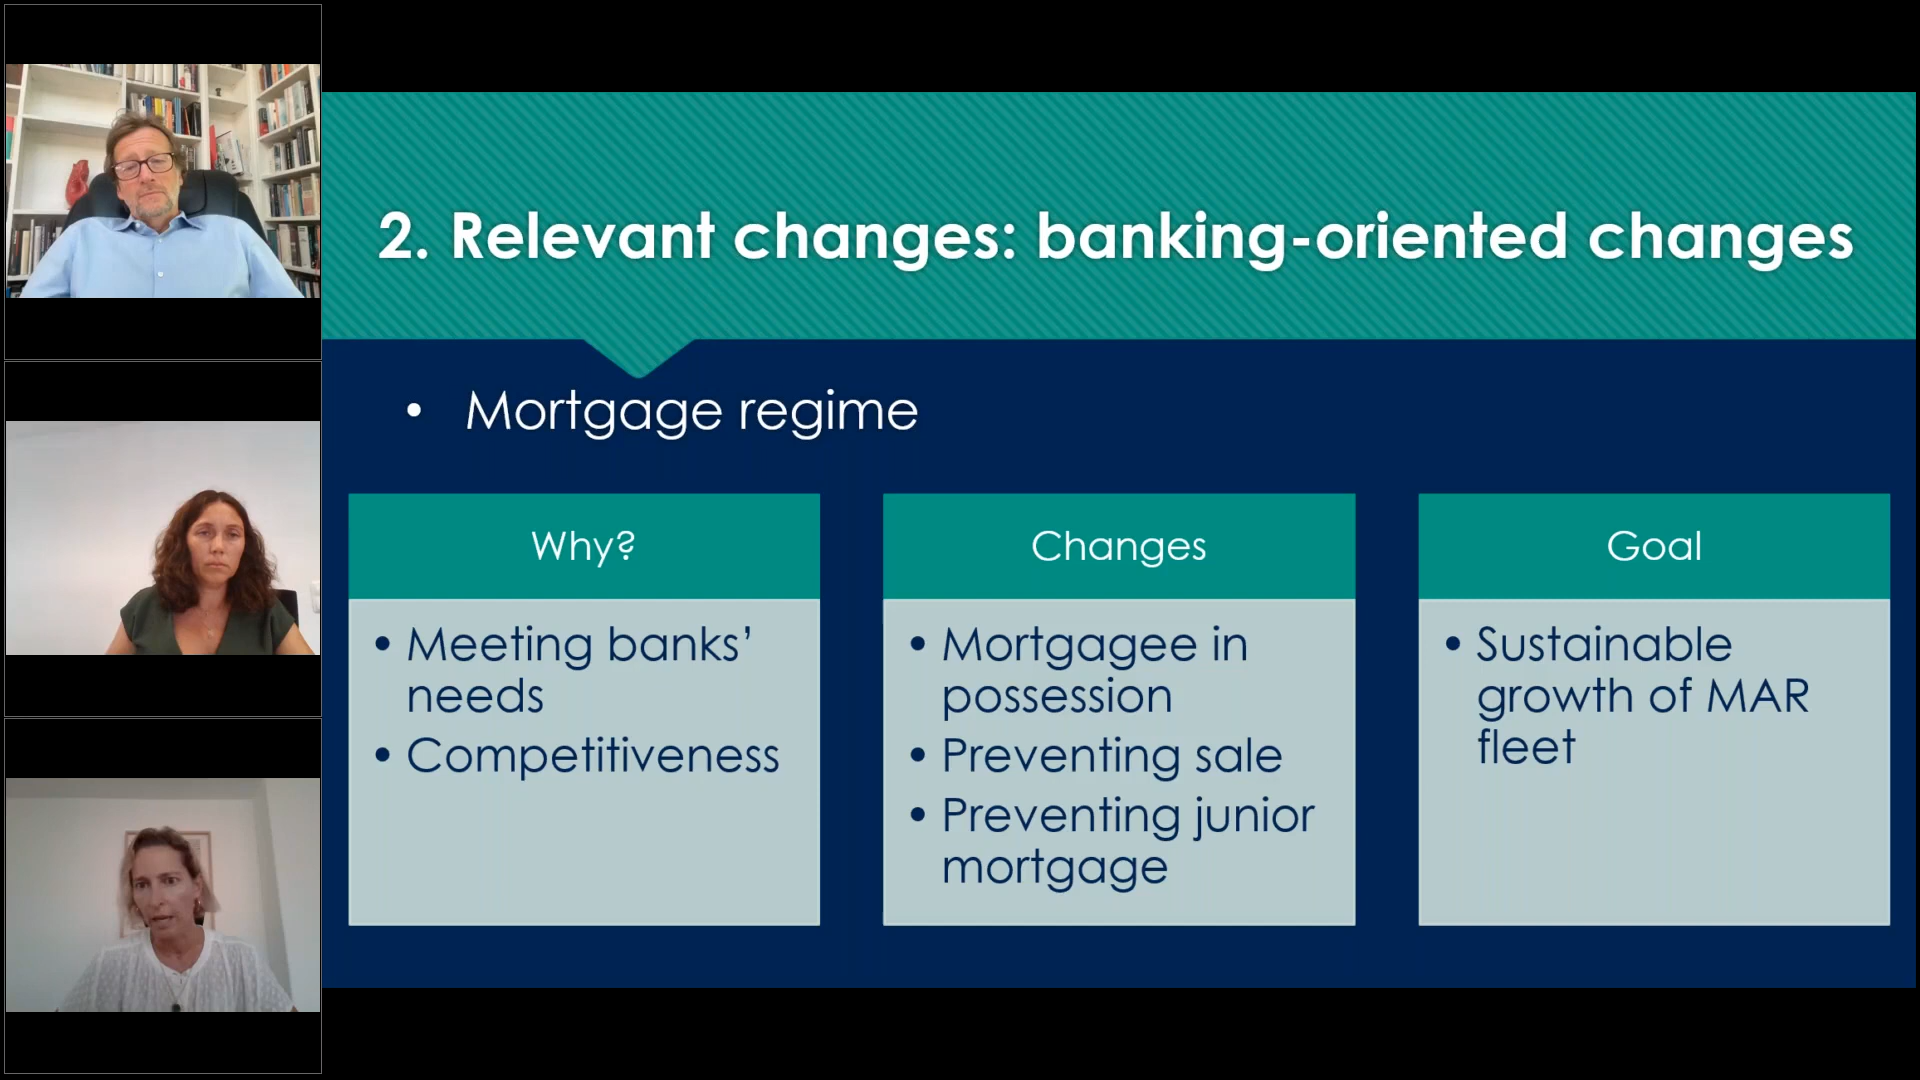 2. Relevant changes: banking-oriented changes
• Mortgage regime
Why?
• Meeting banks’
needs
• Competitiveness
Changes
• Mortgagee in
possession
• Preventing sale
• Preventing junior
mortgage
Goal
• Sustainable
growth of MAR
fleet